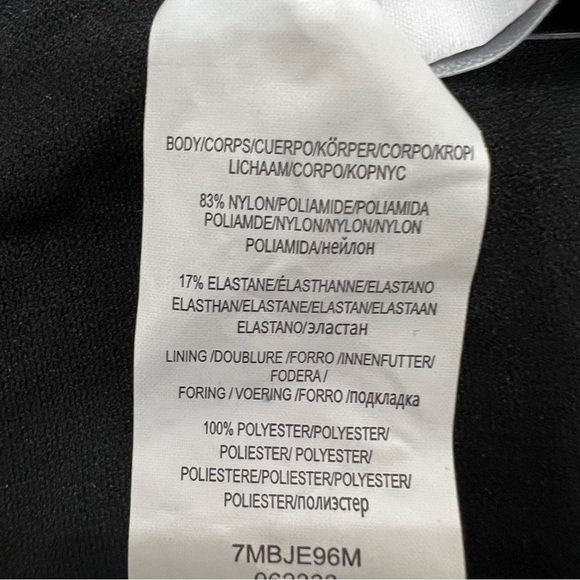 BODY/CORPS/CUERPO/KÖRPER/CORPO/KROPI
LICHAAM/CORPO/КОРПУС
83% NYLON/POLIAMIDE/POLIAMIDA
POLIAMDE/NYLON/NYLON/NYLON
POLIAMIDA/нейлон
17% ELASTANE/ÉLASTHANNE/ELASTANO
ELASTHAN/ELASTANE/ELASTAN/ELASTAAN
ELASTANO/эластан
LINING /DOUBLURE /FORRO /INNENFUTTER/
FODERA /
FORING / VOERING /FORRO /подкладка
100% POLYESTER/POLYESTER/
POLIESTER/ POLYESTER/
POLIESTERE/POLIESTER/POLYESTER/
POLIESTER/полиэстер
7MBJE96M